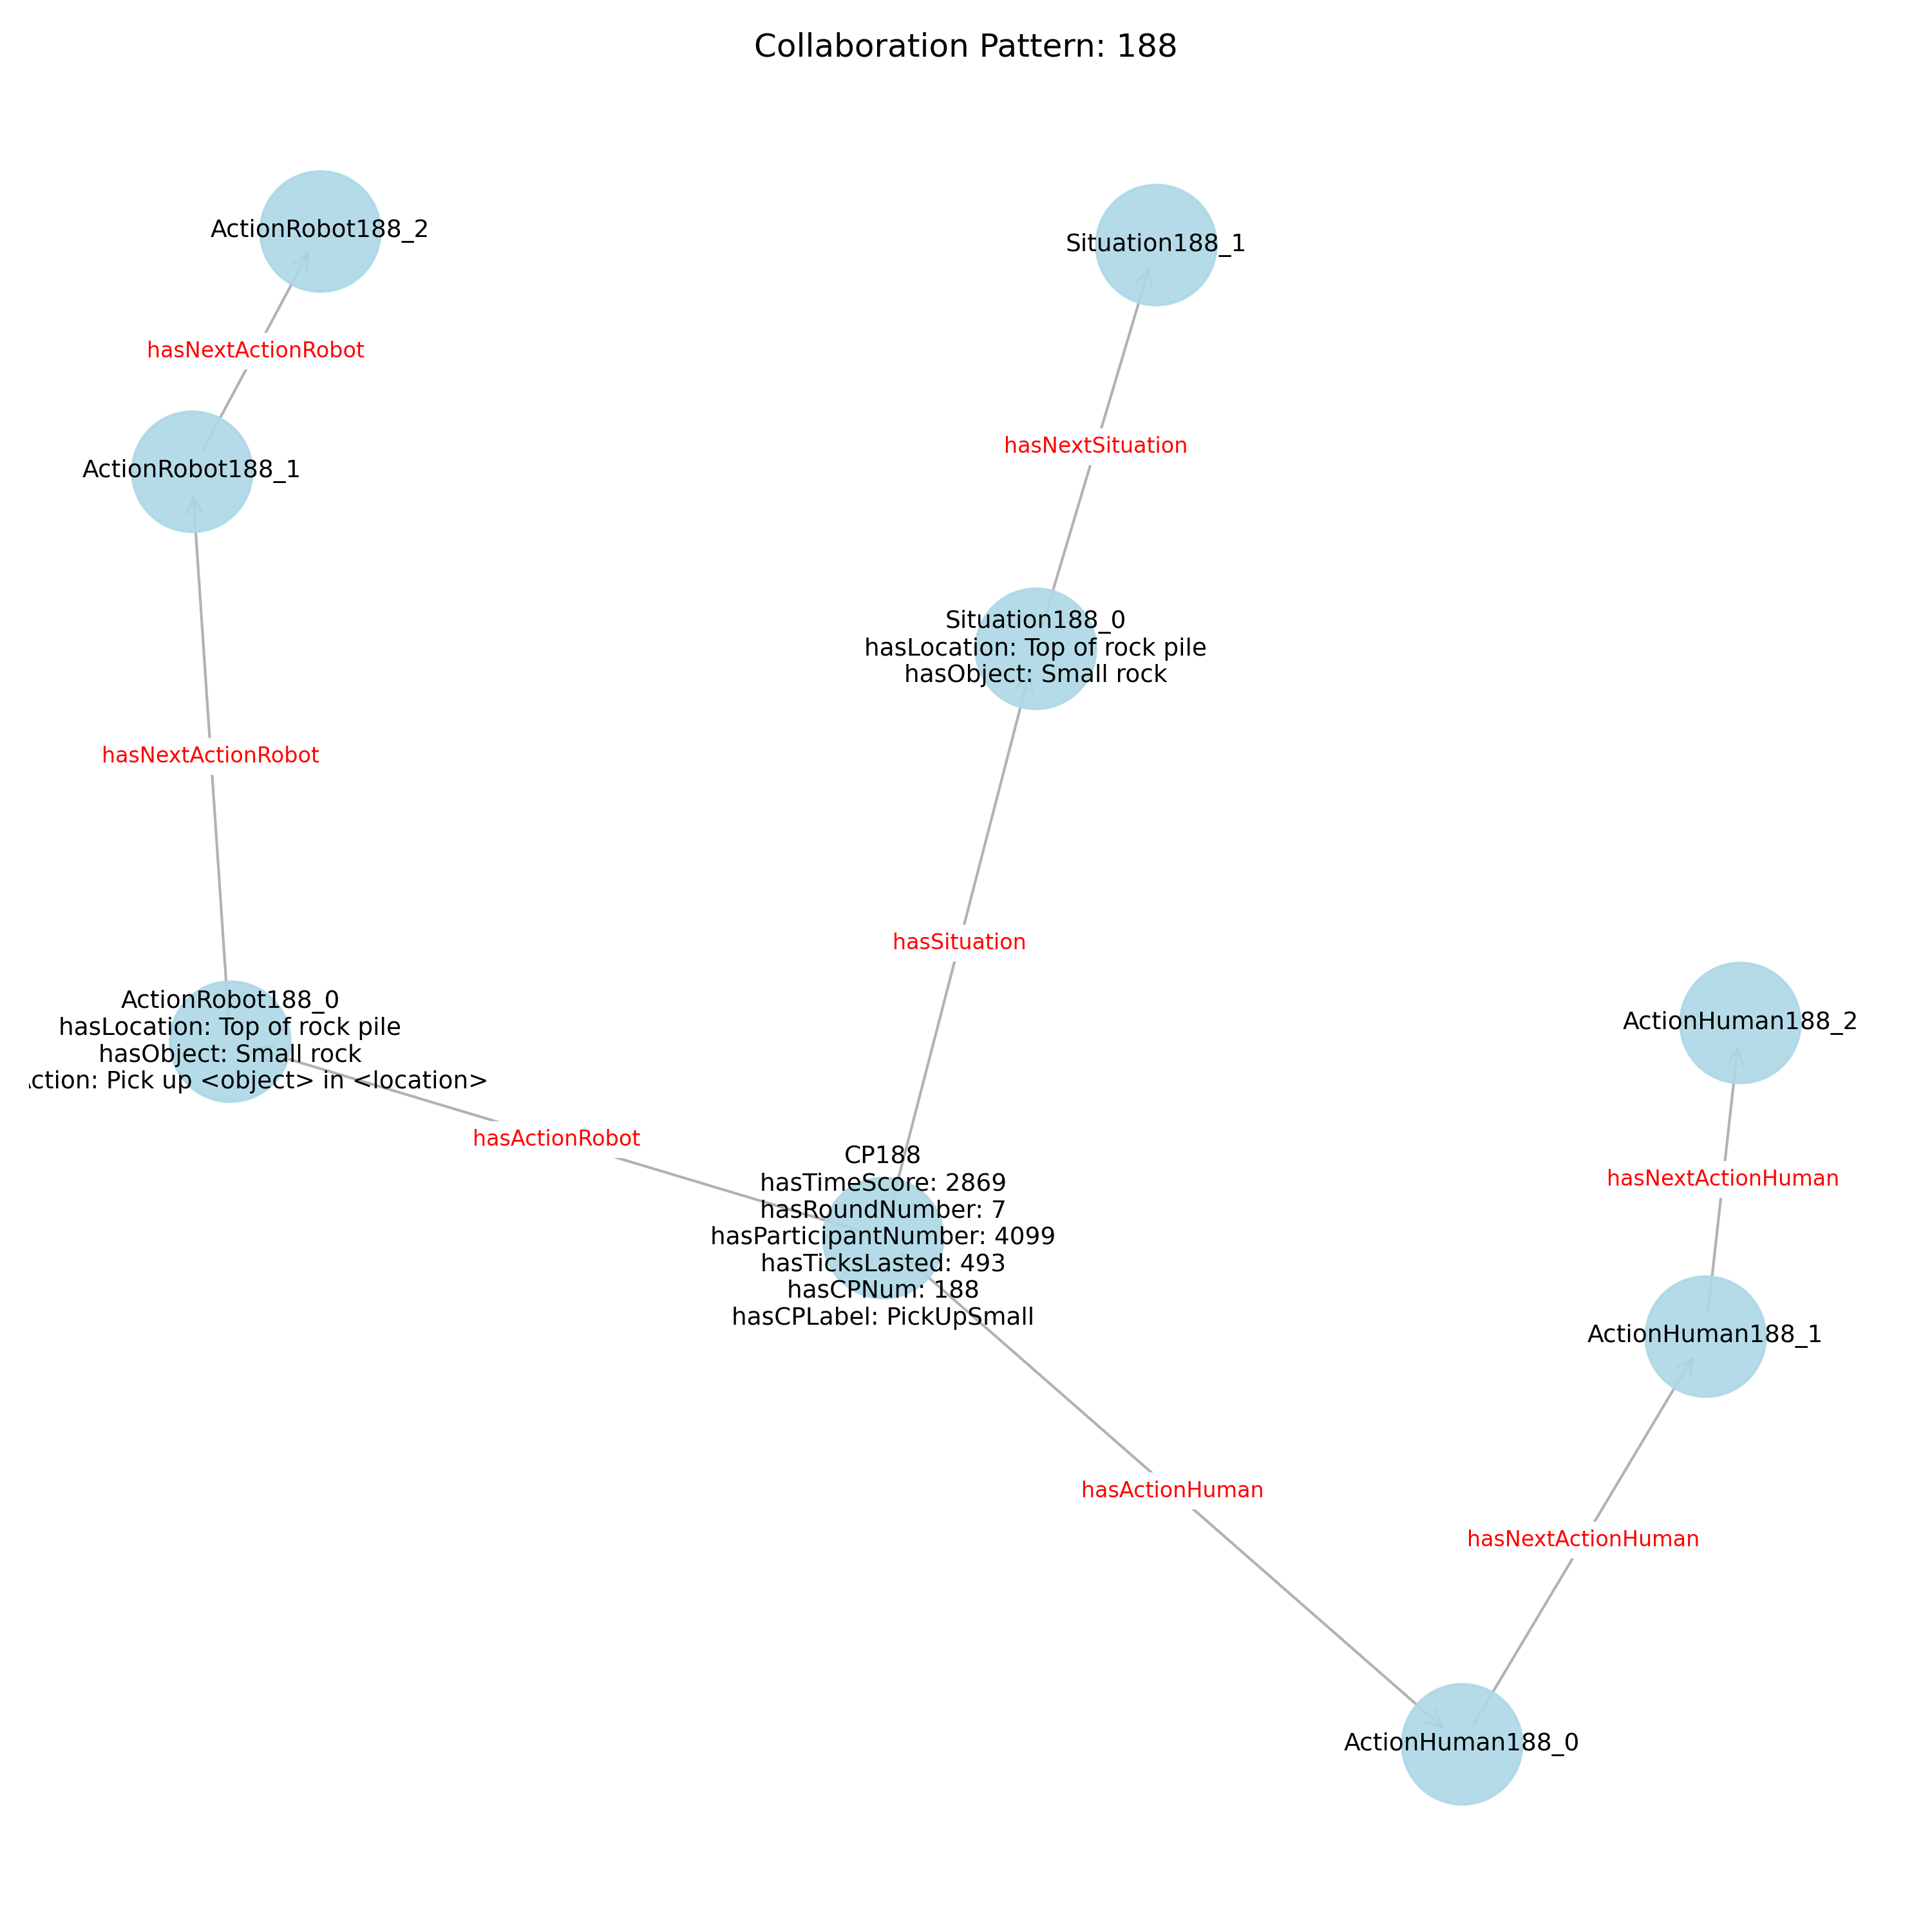 Collaboration Pattern: 188
ActionRobot188_2
Situation188_1
hasNextActionRobot
hasNextSituation
ActionRobot188_1
Situation188_0
hasLocation: Top of rock pile
hasObject: Small rock
hasNextActionRobot
hasSituation
ActionRobot188_0
hasLocation: Top of rock pile
hasObject: Small rock
ction: Pick up <object> in <location>
ActionHuman188_2
hasActionRobot
CP188
hasTimeScore: 2869
hasRoundNumber: 7
hasParticipantNumber: 4099
hasTicksLasted: 493
hasCPNum: 188
hasCPLabel: PickUpSmall
hasNextActionHuman
ActionHuman188_1
hasActionHuman
hasNextActionHuman
ActionHuman188_0